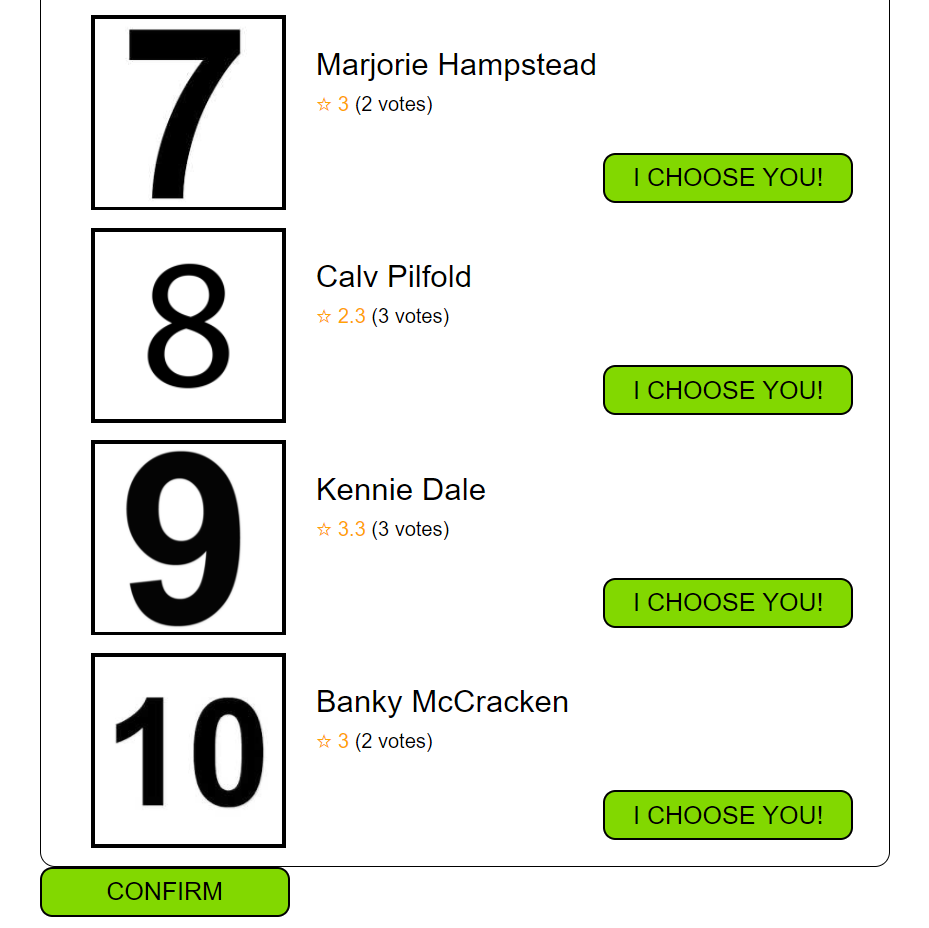 7
Marjorie Hampstead
☆ 3 (2 votes)
I CHOOSE YOU!
8
Calv Pilfold
☆ 2.3 (3 votes)
I CHOOSE YOU!
9
Kennie Dale
☆ 3.3 (3 votes)
I CHOOSE YOU!
10
Banky McCracken
☆ 3 (2 votes)
I CHOOSE YOU!
CONFIRM